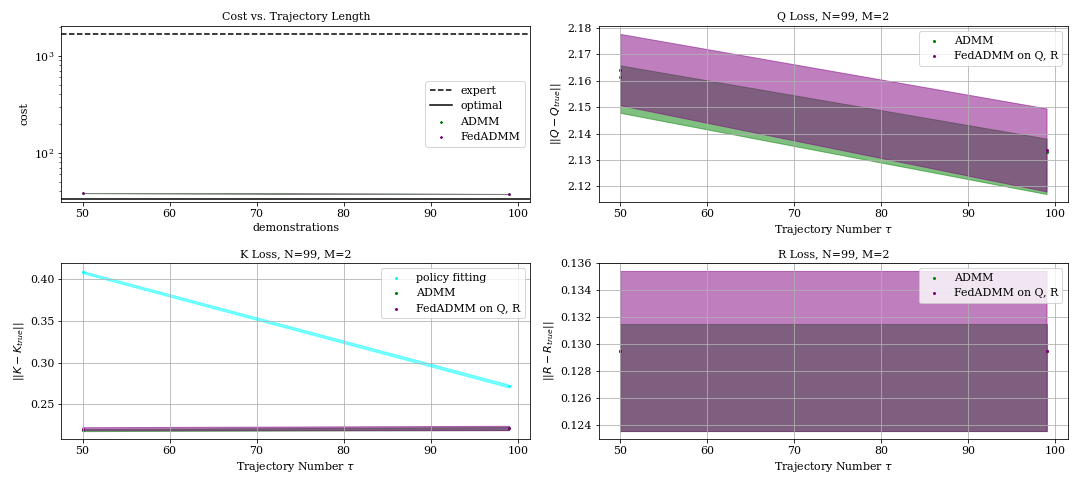 Cost vs. Trajectory Length
cost
10³
10²
expert
optimal
ADMM
FedADMM
50 60 70 80 90 100
demonstrations
Q Loss, N=99, M=2
||Q − Q_true||
2.18
2.17
2.16
2.15
2.14
2.13
2.12
ADMM
FedADMM on Q, R
50 60 70 80 90 100
Trajectory Number τ
K Loss, N=99, M=2
||K − K_true||
0.40
0.35
0.30
0.25
policy fitting
ADMM
FedADMM on Q, R
50 60 70 80 90 100
Trajectory Number τ
R Loss, N=99, M=2
||R − R_true||
0.136
0.134
0.132
0.130
0.128
0.126
0.124
ADMM
FedADMM on Q, R
50 60 70 80 90 100
Trajectory Number τ